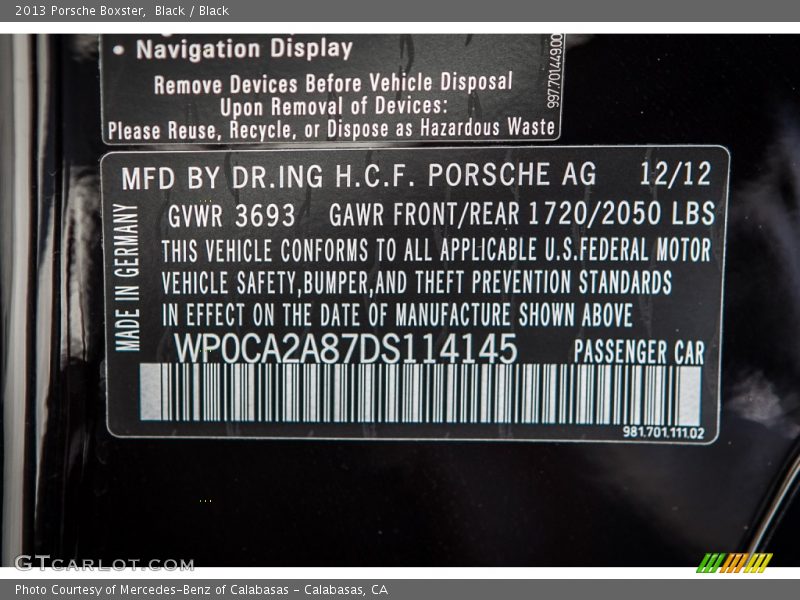 2013 Porsche Boxster,  Black / Black
• Navigation Display
Remove Devices Before Vehicle Disposal
Upon Removal of Devices:
Please Reuse, Recycle, or Dispose as Hazardous Waste
997.701.449.00
MFD BY DR.ING H.C.F. PORSCHE AG 12/12
GVWR 3693 GAWR FRONT/REAR 1720/2050 LBS
THIS VEHICLE CONFORMS TO ALL APPLICABLE U.S.FEDERAL MOTOR
VEHICLE SAFETY,BUMPER,AND THEFT PREVENTION STANDARDS
IN EFFECT ON THE DATE OF MANUFACTURE SHOWN ABOVE
MADE IN GERMANY
WP0CA2A87DS114145 PASSENGER CAR
981.701.111.02
GTCARLOT.COM
Photo Courtesy of Mercedes-Benz of Calabasas - Calabasas, CA